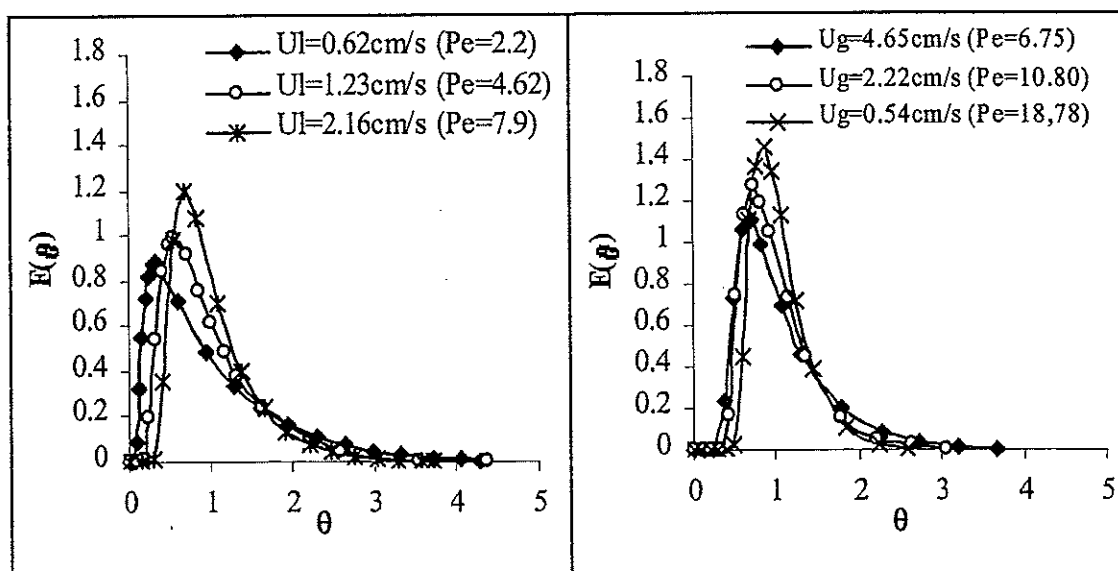 Ul=0.62cm/s (Pe=2.2)
Ul=1.23cm/s (Pe=4.62)
Ul=2.16cm/s (Pe=7.9)
1.8
1.6
1.4
1.2
1
0.8
0.6
0.4
0.2
0
E(θ)
0 1 2 3 4 5
θ
Ug=4.65cm/s (Pe=6.75)
Ug=2.22cm/s (Pe=10.80)
Ug=0.54cm/s (Pe=18,78)
1.8
1.6
1.4
1.2
1
0.8
0.6
0.4
0.2
0
E(θ)
0 1 2 3 4 5
θ